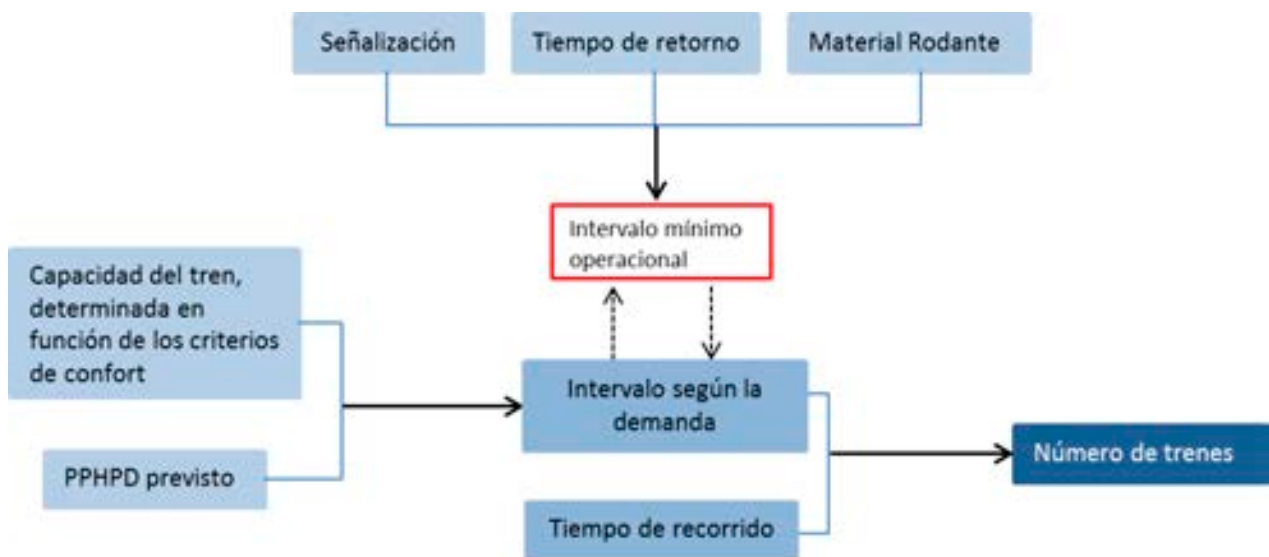 Señalización
Tiempo de retorno
Material Rodante
Intervalo mínimo
operacional
Capacidad del tren,
determinada en
función de los criterios
de confort
Intervalo según la
demanda
PPHPD previsto
Número de trenes
Tiempo de recorrido